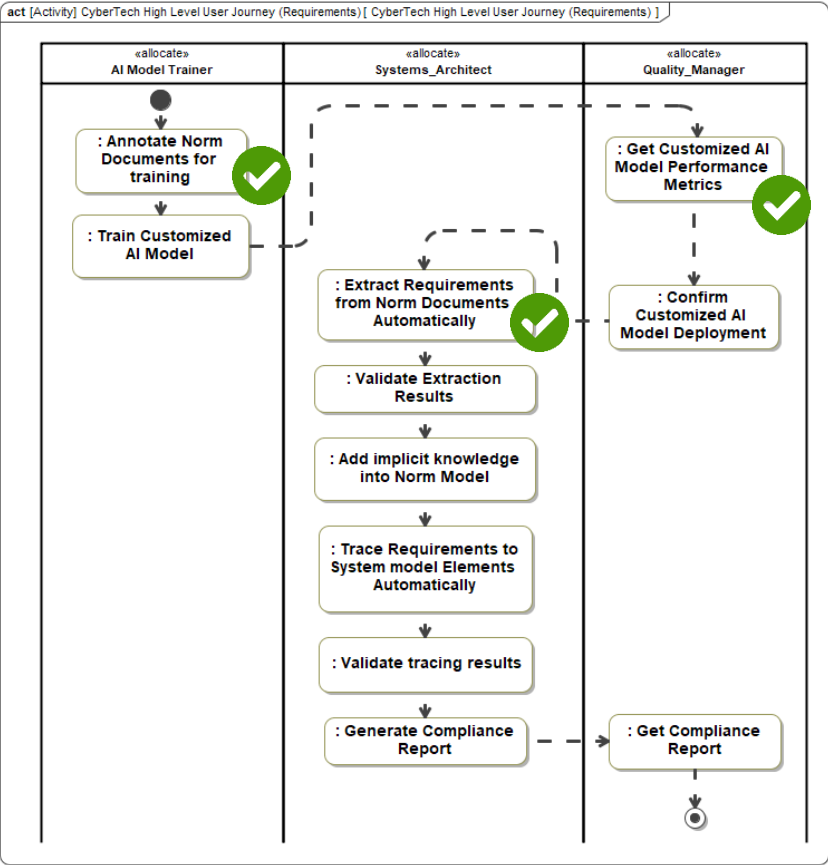 act [Activity] CyberTech High Level User Journey (Requirements) [ CyberTech High Level User Journey (Requirements) ]
«allocate»
AI Model Trainer
«allocate»
Systems_Architect
«allocate»
Quality_Manager
: Annotate Norm
Documents for
training
: Train Customized
AI Model
: Get Customized AI
Model Performance
Metrics
: Confirm
Customized AI
Model Deployment
: Extract Requirements
from Norm Documents
Automatically
: Validate Extraction
Results
: Add implicit knowledge
into Norm Model
: Trace Requirements to
System model Elements
Automatically
: Validate tracing results
: Generate Compliance
Report
: Get Compliance
Report